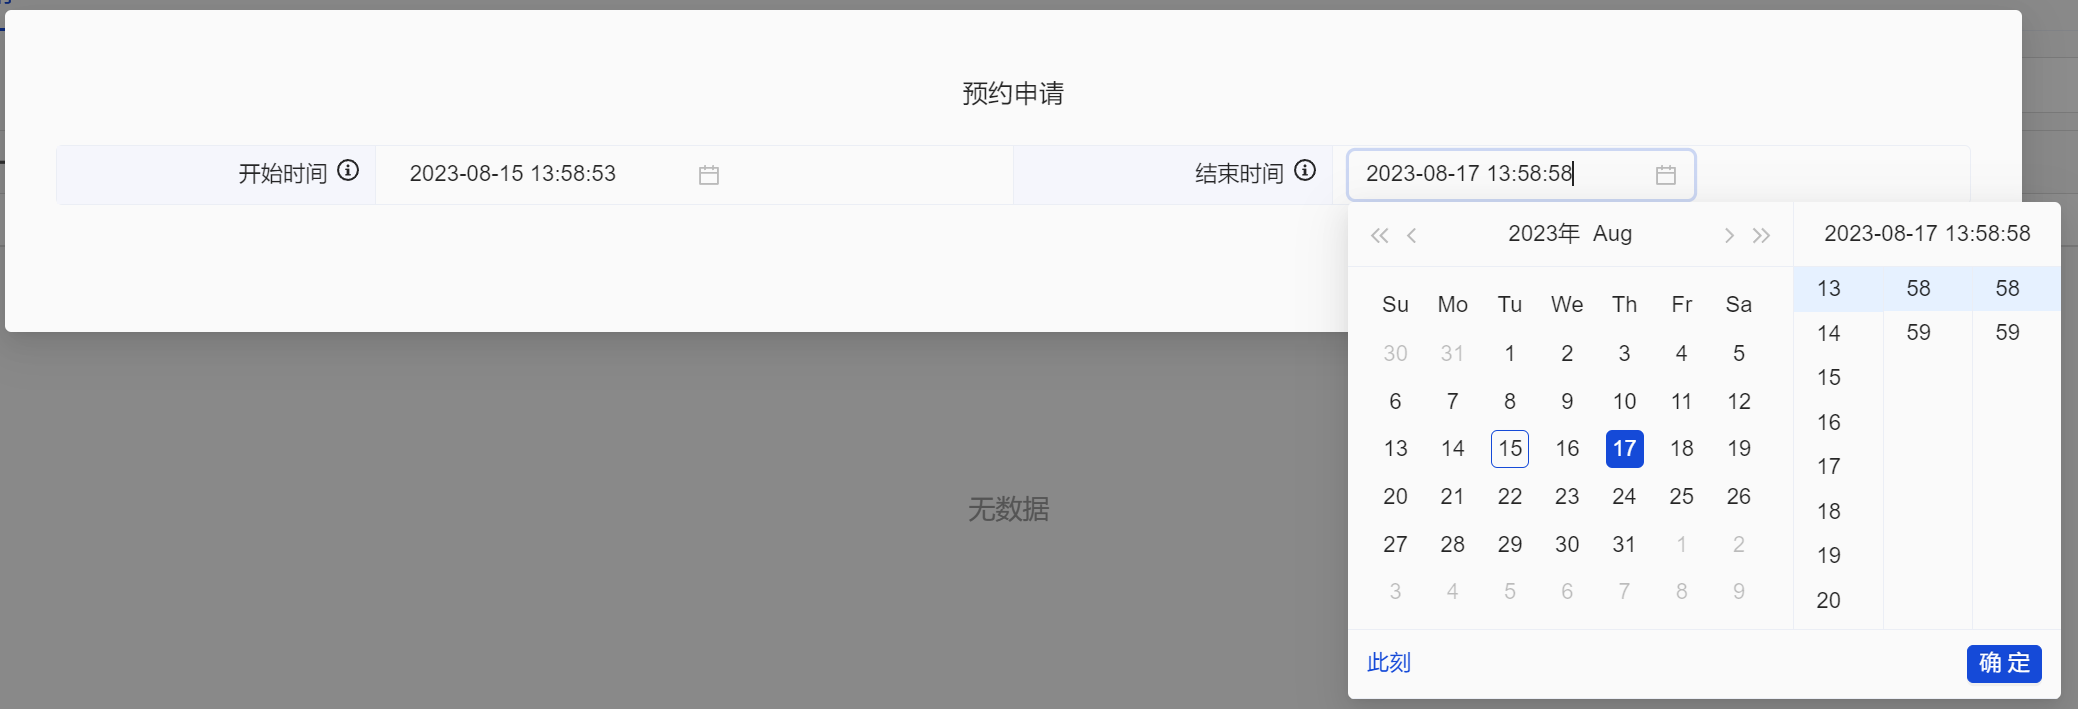 预约申请
开始时间 2023-08-15 13:58:53 结束时间 2023-08-17 13:58:58
2023年 Aug 2023-08-17 13:58:58
Su Mo Tu We Th Fr Sa
30 31 1 2 3 4 5
6 7 8 9 10 11 12
13 14 15 16 17 18 19
20 21 22 23 24 25 26
27 28 29 30 31 1 2
3 4 5 6 7 8 9
13 58 58
14 59 59
15
16
17
18
19
20
无数据
此刻 确 定